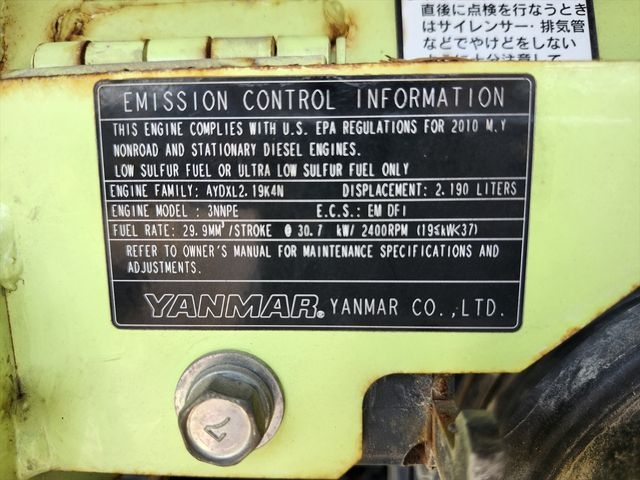 直後に点検を行なうとき
はサイレンサー・排気管
などでやけどをしない
EMISSION CONTROL INFORMATION
THIS ENGINE COMPLIES WITH U.S. EPA REGULATIONS FOR 2010 M.Y
NONROAD AND STATIONARY DIESEL ENGINES.
LOW SULFUR FUEL OR ULTRA LOW SULFUR FUEL ONLY
ENGINE FAMILY: AYDXL2.19K4N DISPLACEMENT: 2.190 LITERS
ENGINE MODEL : 3NNPE E.C.S.: EM DFI
FUEL RATE: 29.9MM³/STROKE @ 30.7 kW/ 2400RPM (19≤kW<37)
REFER TO OWNER'S MANUAL FOR MAINTENANCE SPECIFICATIONS AND
ADJUSTMENTS.
YANMAR® YANMAR CO.,LTD.
7